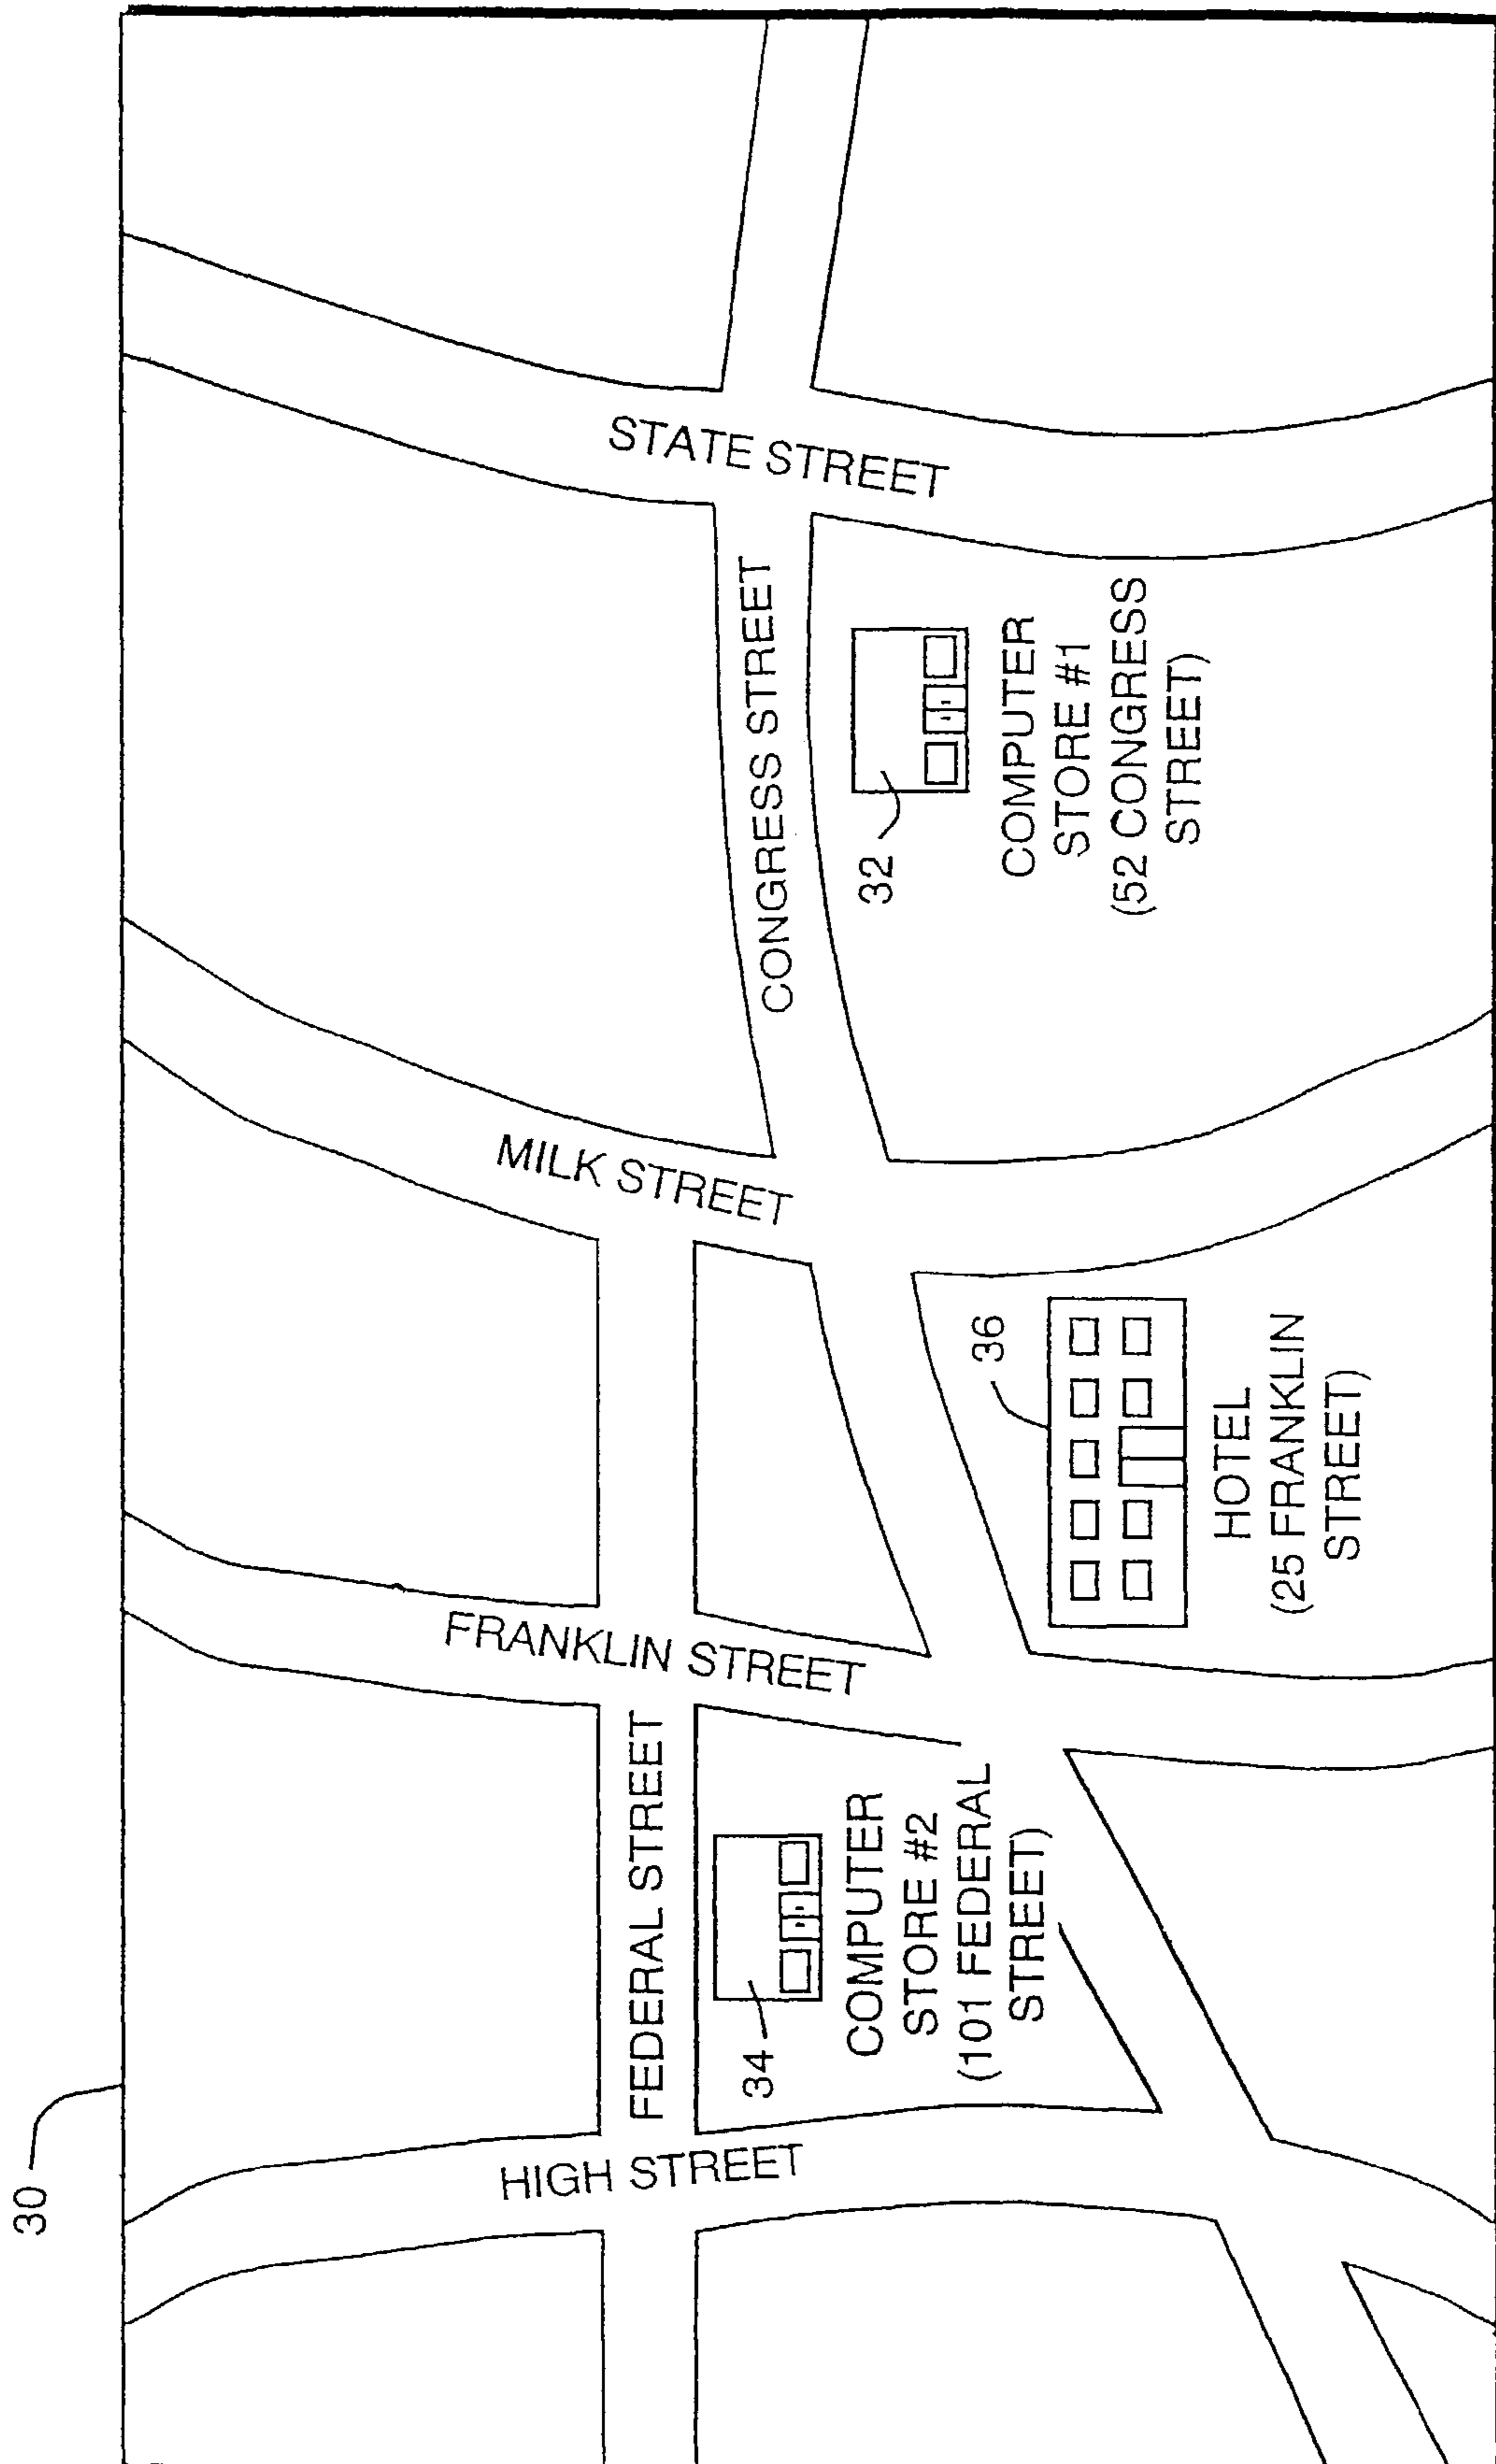 30
HIGH STREET
FEDERAL STREET
34
COMPUTER
STORE #2
(101 FEDERAL
STREET)
FRANKLIN STREET
36
HOTEL
(25 FRANKLIN
STREET)
MILK STREET
CONGRESS STREET
32
COMPUTER
STORE #1
(52 CONGRESS
STREET)
STATE STREET